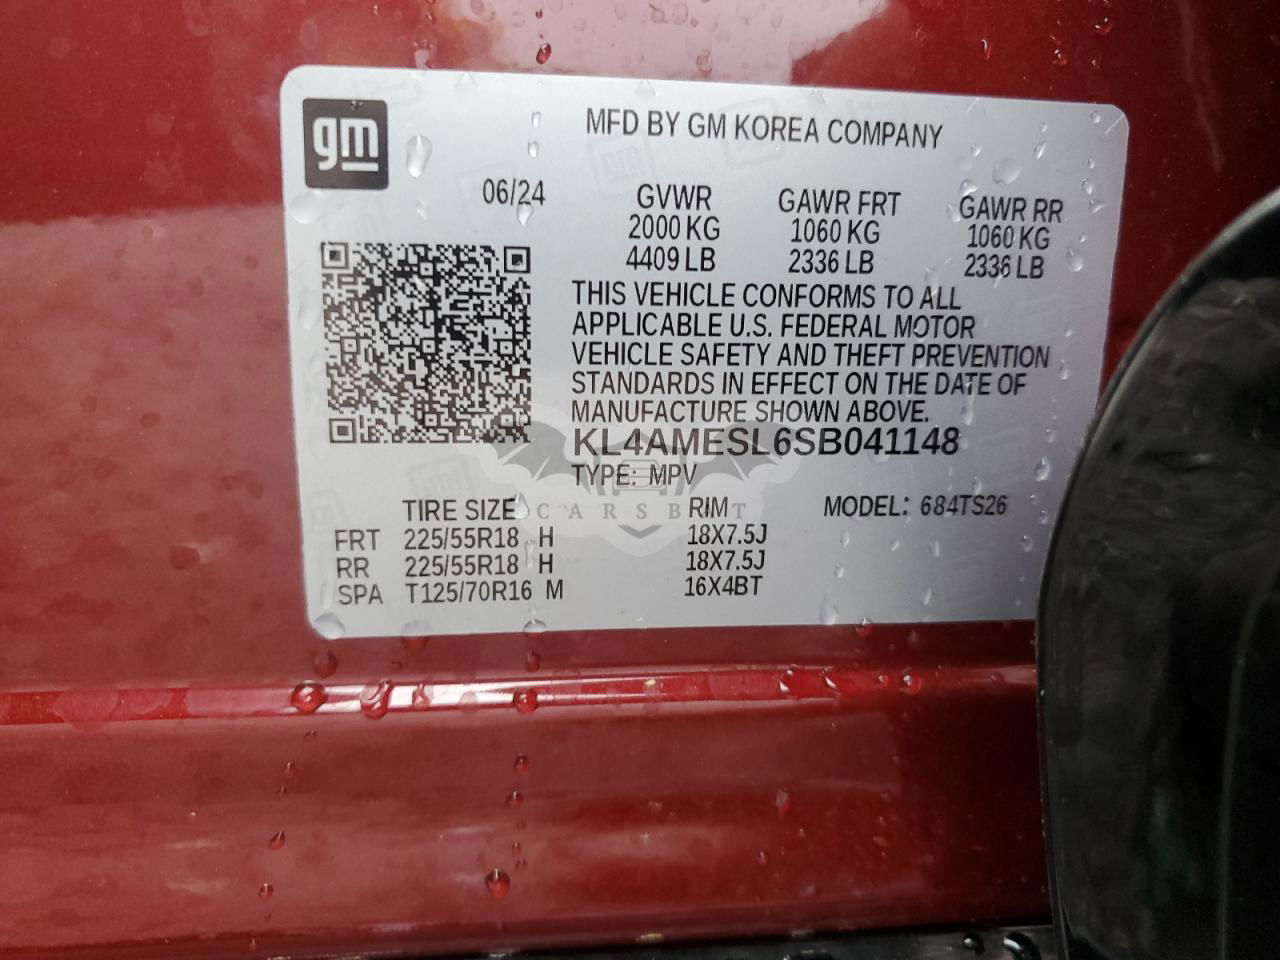 gm
MFD BY GM KOREA COMPANY
06/24
GVWR GAWR FRT GAWR RR
2000 KG 1060 KG 1060 KG
4409 LB 2336 LB 2336 LB
THIS VEHICLE CONFORMS TO ALL
APPLICABLE U.S. FEDERAL MOTOR
VEHICLE SAFETY AND THEFT PREVENTION
STANDARDS IN EFFECT ON THE DATE OF
MANUFACTURE SHOWN ABOVE.
KL4AMESL6SB041148
TYPE: MPV
TIRE SIZE RIM MODEL: 684TS26
CARSBIT
FRT 225/55R18 H 18X7.5J
RR 225/55R18 H 18X7.5J
SPA T125/70R16 M 16X4BT